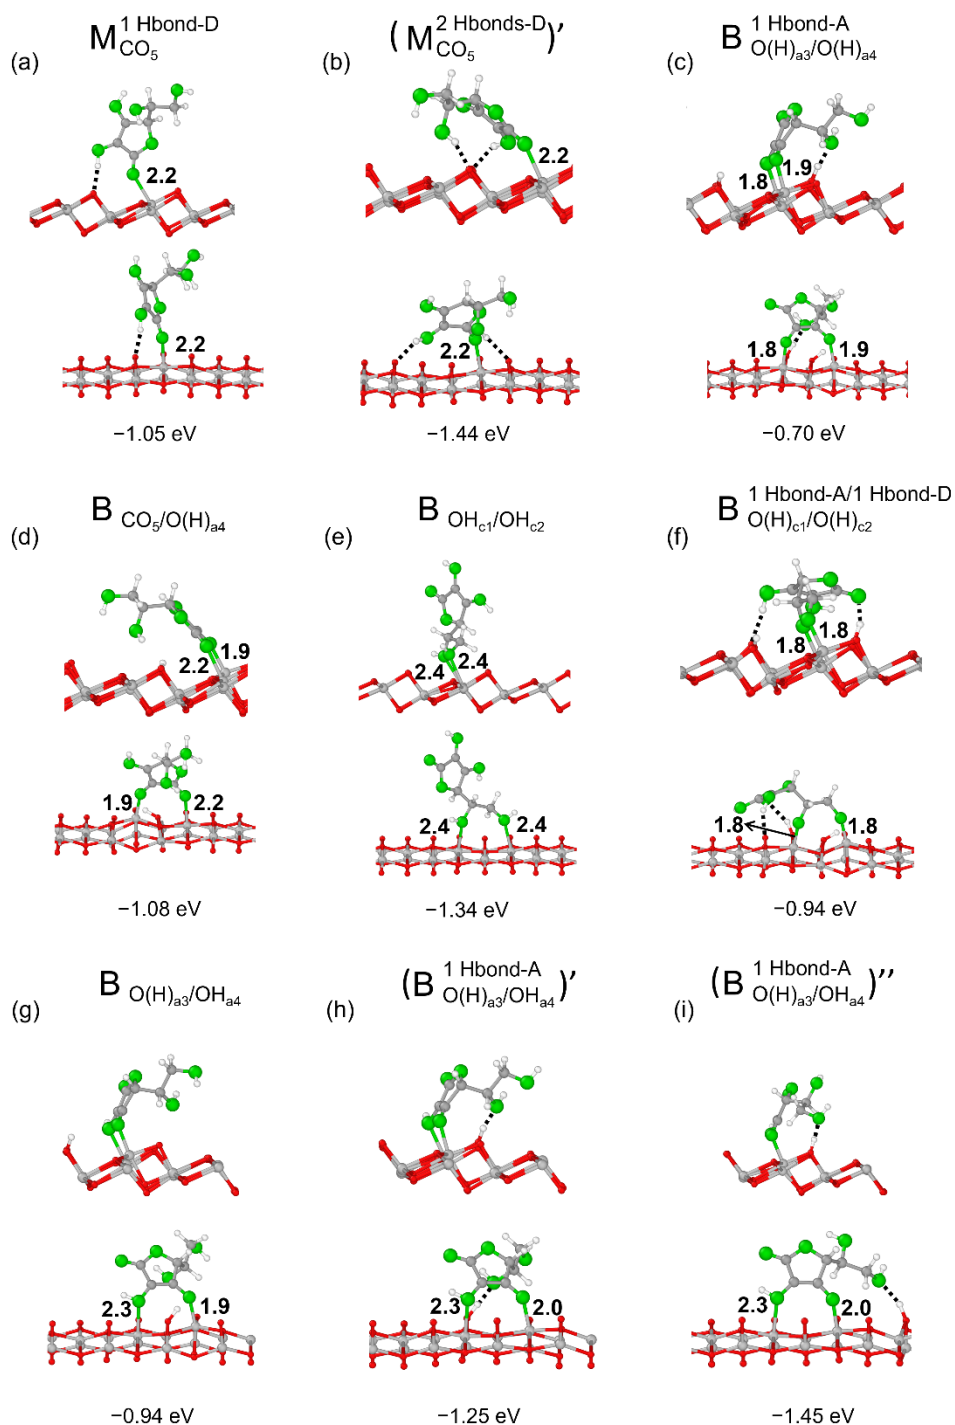 M CO5 1 Hbond-D
(M CO5 2 Hbonds-D)'
B O(H)a3/O(H)a4 1 Hbond-A
(a)
(b)
(c)
2.2
2.2
1.8 1.9
2.2
2.2
1.8
1.9
−1.05 eV
−1.44 eV
−0.70 eV
B CO5/O(H)a4
B OHc1/OHc2
B O(H)c1/O(H)c2 1 Hbond-A/1 Hbond-D
(d)
(e)
(f)
2.2 1.9
2.4 2.4
1.8 1.8
1.9
2.2
2.4
2.4
1.8
1.8
−1.08 eV
−1.34 eV
−0.94 eV
B O(H)a3/OHa4
(B O(H)a3/OHa4 1 Hbond-A)'
(B O(H)a3/OHa4 1 Hbond-A)''
(g)
(h)
(i)
2.3
1.9
2.3
2.0
2.3
2.0
−0.94 eV
−1.25 eV
−1.45 eV